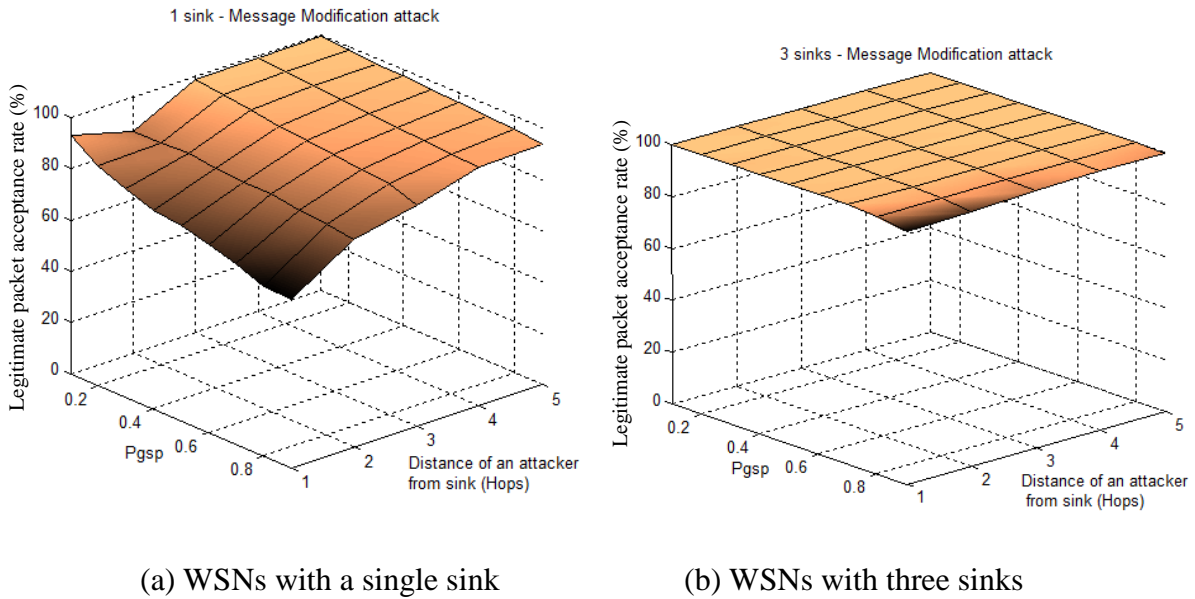 1 sink - Message Modification attack
Legitimate packet acceptance rate (%)
100
80
60
40
20
0
0.2
0.4
0.6
0.8
Pgsp
1
2
3
4
5
Distance of an attacker
from sink (Hops)
(a) WSNs with a single sink
3 sinks - Message Modification attack
Legitimate packet acceptance rate (%)
100
80
60
40
20
0
0.2
0.4
0.6
0.8
Pgsp
1
2
3
4
5
Distance of an attacker
from sink (Hops)
(b) WSNs with three sinks